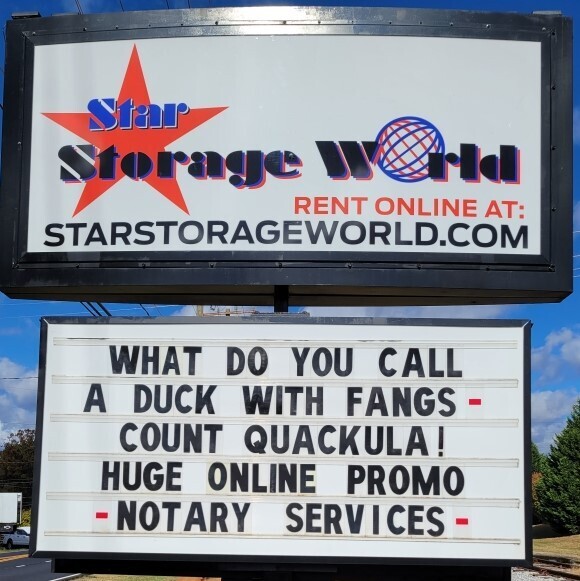 Star
Storage World
RENT ONLINE AT:
STARSTORAGEWORLD.COM
WHAT DO YOU CALL
A DUCK WITH FANGS -
COUNT QUACKULA!
HUGE ONLINE PROMO
- NOTARY SERVICES -